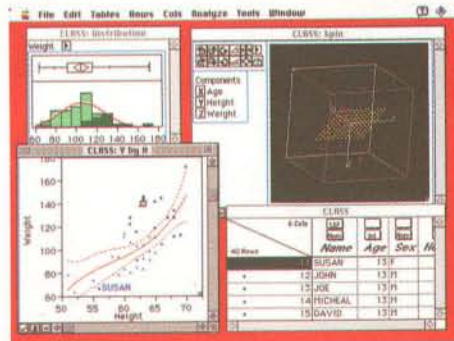 File Edit Tables Rows Cols Analyze Tools Window
CLASS: Distribution
Weight
60 80 100 120 140 160 180
CLASS: Spin
Components
X Age
Y Height
Z Weight
CLASS: Y by X
180
160
140
120
100
80
60
Weight
SUSAN
50 55 60 65 70
Height
CLASS
6 Cols
40 Rows
Name Age Sex
11 SUSAN 13 F
12 JOHN 13 M
13 JOE 13 M
14 MICHEAL 13 M
15 DAVID 13 M